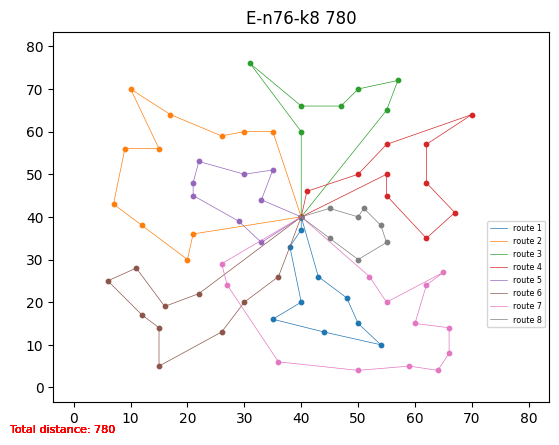 E-n76-k8 780
80
70
60
50
40
30
20
10
0
route 1
route 2
route 3
route 4
route 5
route 6
route 7
route 8
0 10 20 30 40 50 60 70 80
Total distance: 780